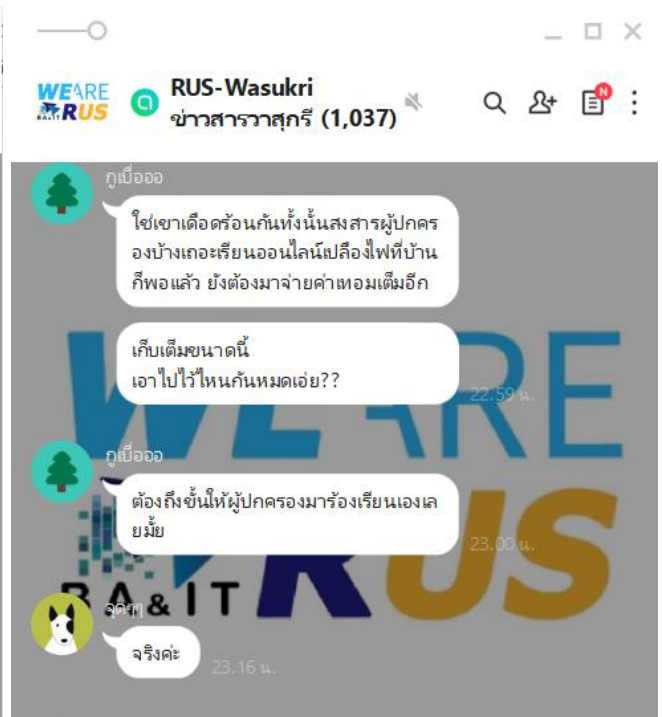 WEARE
RUS
RUS-Wasukri
ข่าวสารวาสุกรี (1,037)
N
กูเบื่อออ
ใช่เขาเดือดร้อนกันทั้งนั้นสงสารผู้ปกคร
องบ้างเถอะเรียนออนไลน์เปลืองไฟที่บ้าน
ก็พอแล้ว ยังต้องมาจ่ายค่าเทอมเต็มอีก
เก็บเต็มขนาดนี้
เอาไปไว้ไหนกันหมดเอ่ย??
22.59 น.
WEARE
กูเบื่อออ
ต้องถึงขั้นให้ผู้ปกครองมาร้องเรียนเองเล
ยมั้ย
23.00 น.
RUS
BA & IT
จริงค่ะ
23.16 น.